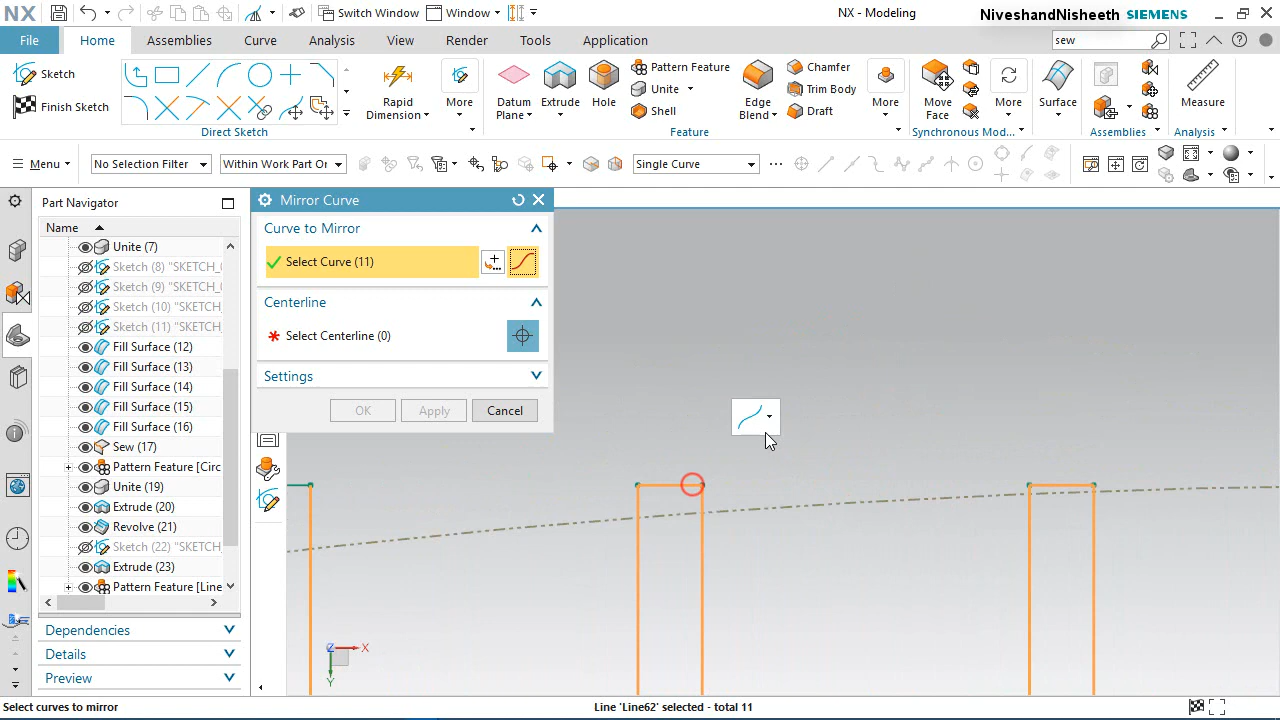 NX
Switch Window
Window
NX - Modeling
NiveshandNisheeth SIEMENS
File
Home
Assemblies
Curve
Analysis
View
Render
Tools
Application
sew
Sketch
Finish Sketch
Direct Sketch
Rapid Dimension
More
Datum Plane
Extrude
Hole
Pattern Feature
Unite
Shell
Edge Blend
Chamfer
Trim Body
Draft
More
Feature
Move Face
More
Synchronous Mod...
Surface
Assemblies
Measure
Analysis
Menu
No Selection Filter
Within Work Part Or
Single Curve
Part Navigator
Name
Unite (7)
Sketch (8) "SKETCH_
Sketch (9) "SKETCH_
Sketch (10) "SKETCH
Sketch (11) "SKETCH
Fill Surface (12)
Fill Surface (13)
Fill Surface (14)
Fill Surface (15)
Fill Surface (16)
Sew (17)
Pattern Feature [Circ
Unite (19)
Extrude (20)
Revolve (21)
Sketch (22) "SKETCH
Extrude (23)
Pattern Feature [Line
Dependencies
Details
Preview
Mirror Curve
Curve to Mirror
Select Curve (11)
Centerline
* Select Centerline (0)
Settings
OK
Apply
Cancel
Z
X
Y
Select curves to mirror
Line 'Line62' selected - total 11